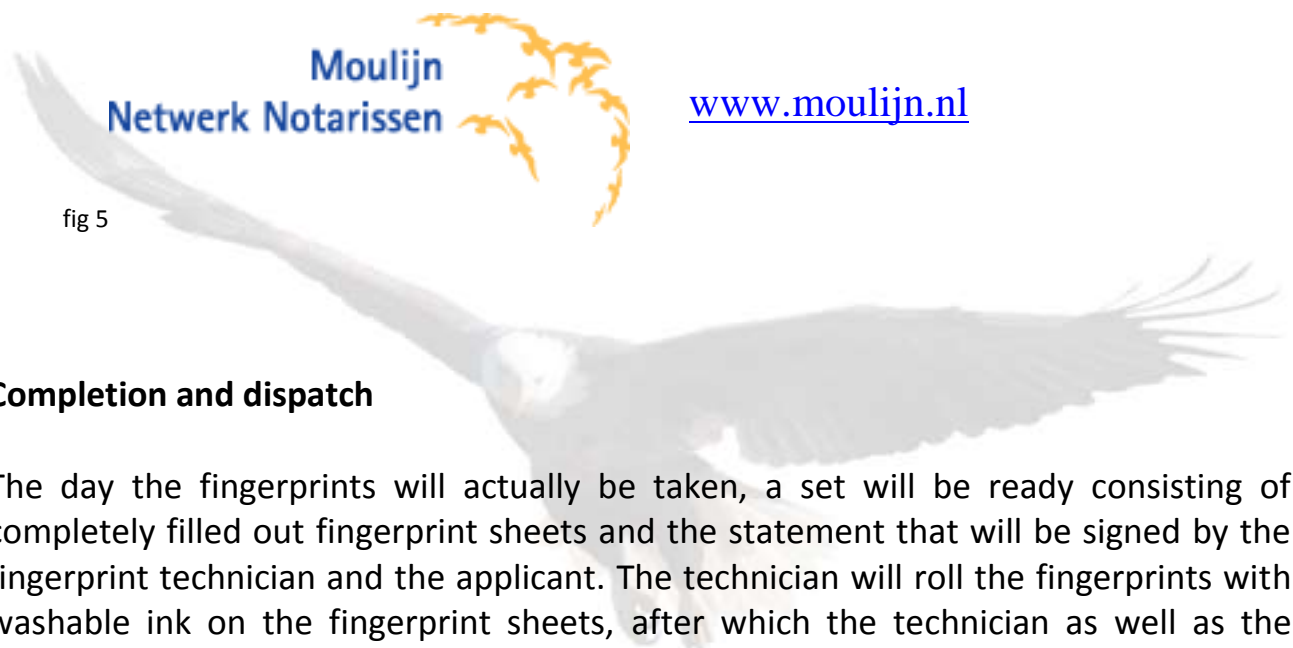 Moulijn
Netwerk Notarissen
www.moulijn.nl
fig 5
Completion and dispatch
The day the fingerprints will actually be taken, a set will be ready consisting of
completely filled out fingerprint sheets and the statement that will be signed by the
fingerprint technician and the applicant. The technician will roll the fingerprints with
washable ink on the fingerprint sheets, after which the technician as well as the